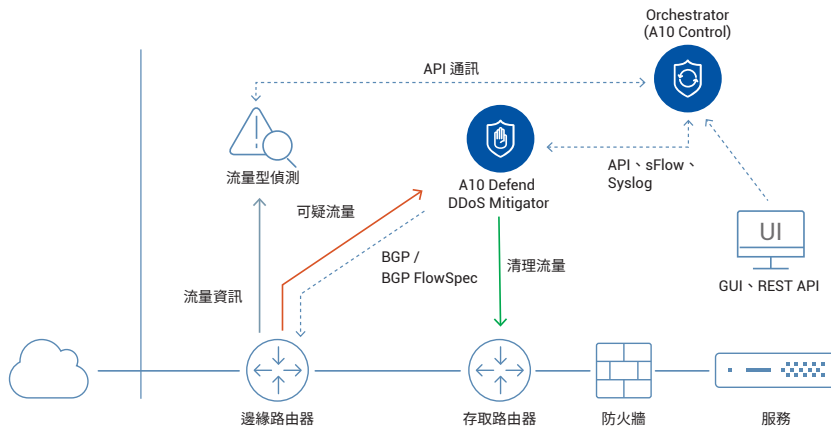 Orchestrator
(A10 Control)
API 通訊
流量型偵測
A10 Defend
DDoS Mitigator
API、sFlow、
Syslog
可疑流量
UI
BGP /
BGP FlowSpec
清理流量
GUI、REST API
流量資訊
邊緣路由器
存取路由器
防火牆
服務